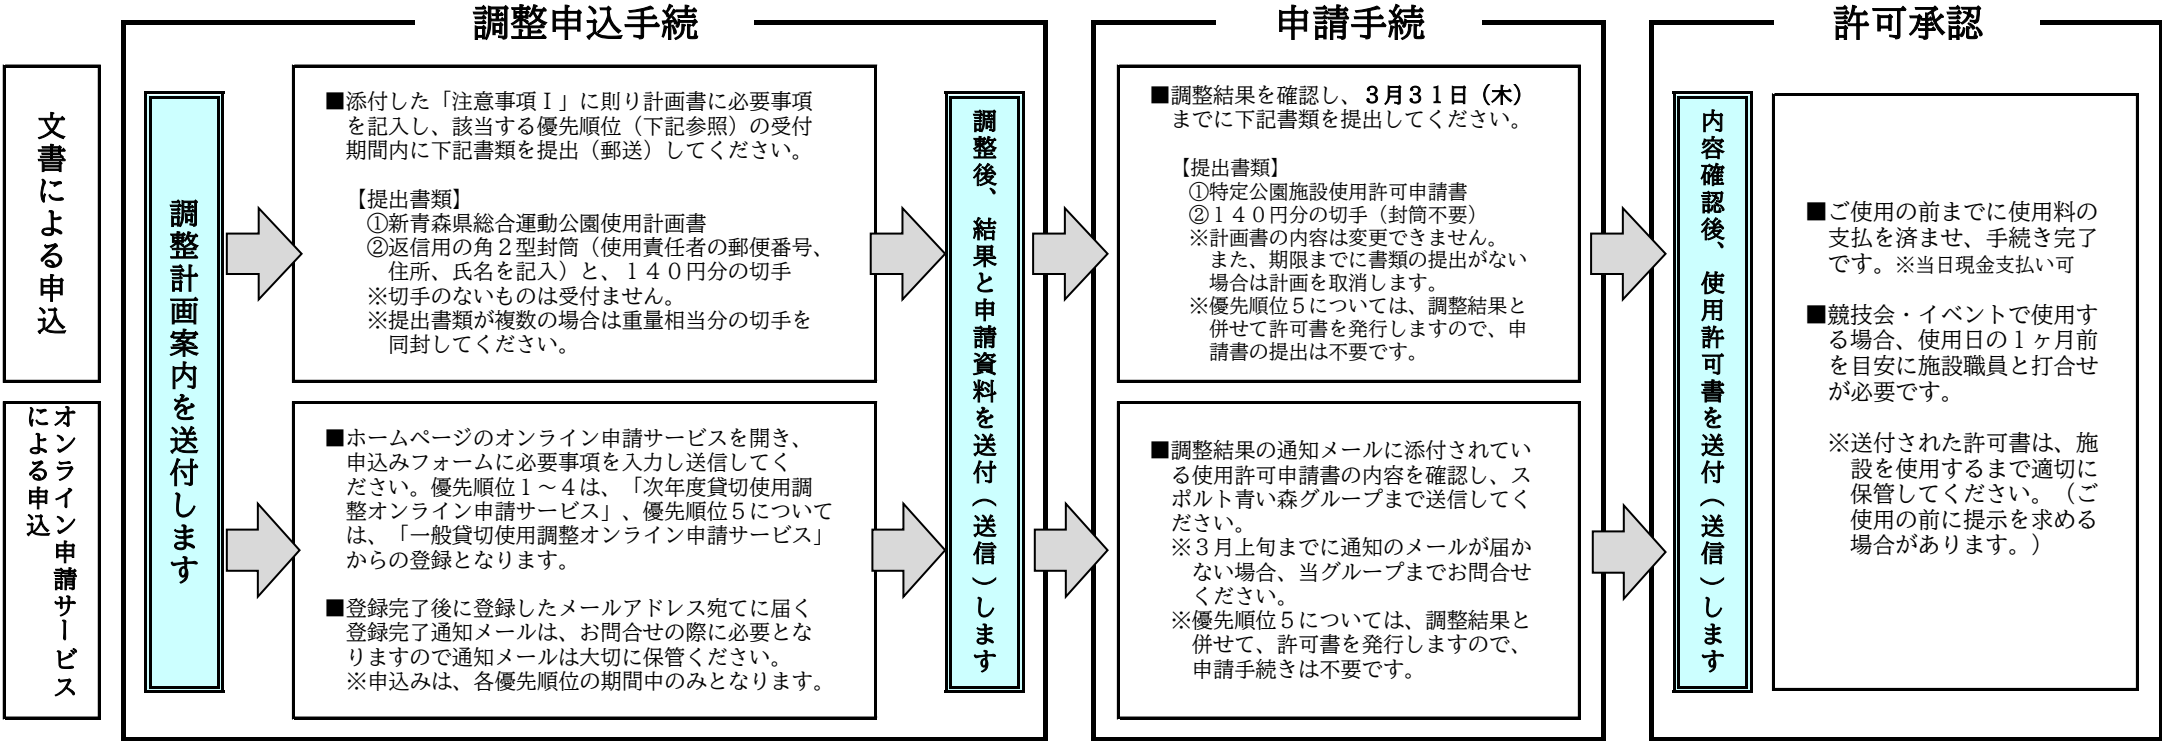 調整申込手続
申請手続
許可承認
文書による申込
調整計画案内を送付します
■添付した「注意事項Ⅰ」に則り計画書に必要事項
を記入し、該当する優先順位（下記参照）の受付
期間内に下記書類を提出（郵送）してください。
【提出書類】
①新青森県総合運動公園使用計画書
②返信用の角２型封筒（使用責任者の郵便番号、
住所、氏名を記入）と、１４０円分の切手
※切手のないものは受付ません。
※提出書類が複数の場合は重量相当分の切手を
同封してください。
調整後、結果と申請資料を送付（送信）します
■調整結果を確認し、３月３１日（木）
までに下記書類を提出してください。
【提出書類】
①特定公園施設使用許可申請書
②１４０円分の切手（封筒不要）
※計画書の内容は変更できません。
また、期限までに書類の提出がない
場合は計画を取消します。
※優先順位５については、調整結果と
併せて許可書を発行しますので、申
請書の提出は不要です。
内容確認後、使用許可書を送付（送信）します
■ご使用の前までに使用料の
支払を済ませ、手続き完了
です。※当日現金支払い可
■競技会・イベントで使用す
る場合、使用日の１ヶ月前
を目安に施設職員と打合せ
が必要です。
※送付された許可書は、施
設を使用するまで適切に
保管してください。（ご
使用の前に提示を求める
場合があります。）
オンライン申請サービス
による申込
■ホームページのオンライン申請サービスを開き、
申込みフォームに必要事項を入力し送信してく
ださい。優先順位１～４は、「次年度貸切使用調
整オンライン申請サービス」、優先順位５について
は、「一般貸切使用調整オンライン申請サービス」
からの登録となります。
■登録完了後に登録したメールアドレス宛てに届く
登録完了通知メールは、お問合せの際に必要とな
りますので通知メールは大切に保管ください。
※申込みは、各優先順位の期間中のみとなります。
■調整結果の通知メールに添付されてい
る使用許可申請書の内容を確認し、ス
ポルト青い森グループまで送信してく
ださい。
※３月上旬までに通知のメールが届か
ない場合、当グループまでお問合せ
ください。
※優先順位５については、調整結果と
併せて、許可書を発行しますので、
申請手続きは不要です。